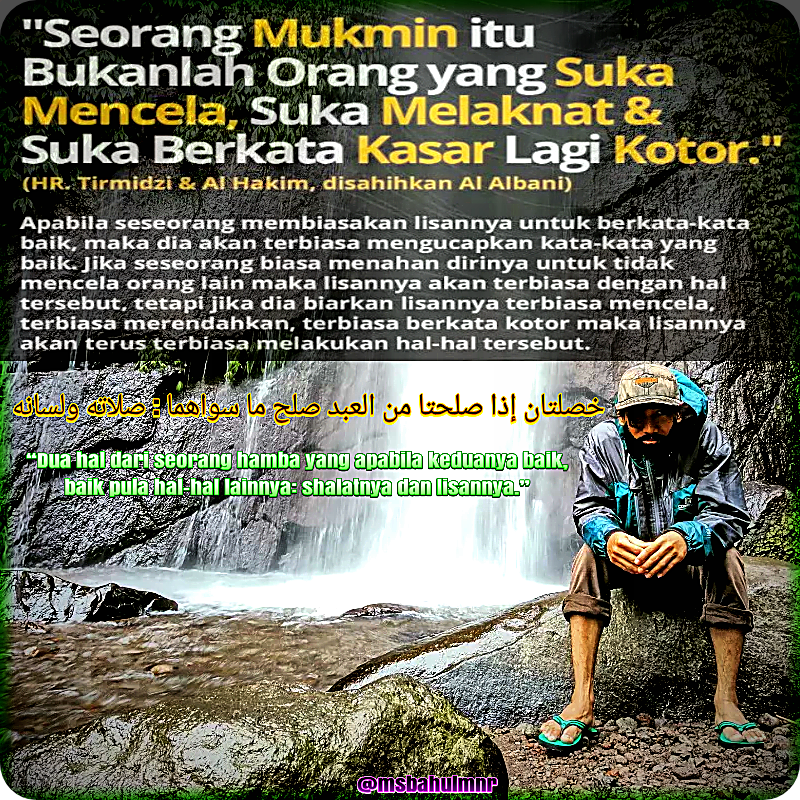 "Seorang Mukmin itu
Bukanlah Orang yang Suka
Mencela, Suka Melaknat &
Suka Berkata Kasar Lagi Kotor."
(HR. Tirmidzi & Al Hakim, disahihkan Al Albani)
Apabila seseorang membiasakan lisannya untuk berkata-kata
baik, maka dia akan terbiasa mengucapkan kata-kata yang
baik. Jika seseorang biasa menahan dirinya untuk tidak
mencela orang lain maka lisannya akan terbiasa dengan hal
tersebut, tetapi jika dia biarkan lisannya terbiasa mencela,
terbiasa merendahkan, terbiasa berkata kotor maka lisannya
akan terus terbiasa melakukan hal-hal tersebut.
خصلتان إذا صلحتا من العبد صلح ما سواهما : صلاته ولسانه
“Dua hal dari seorang hamba yang apabila keduanya baik,
baik pula hal-hal lainnya: shalatnya dan lisannya.”
@msbahulmnr